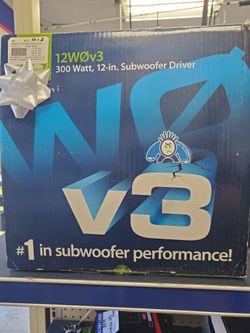 12WØv3
300 Watt, 12-in. Subwoofer Driver
WØ
v3
#1 in subwoofer performance!